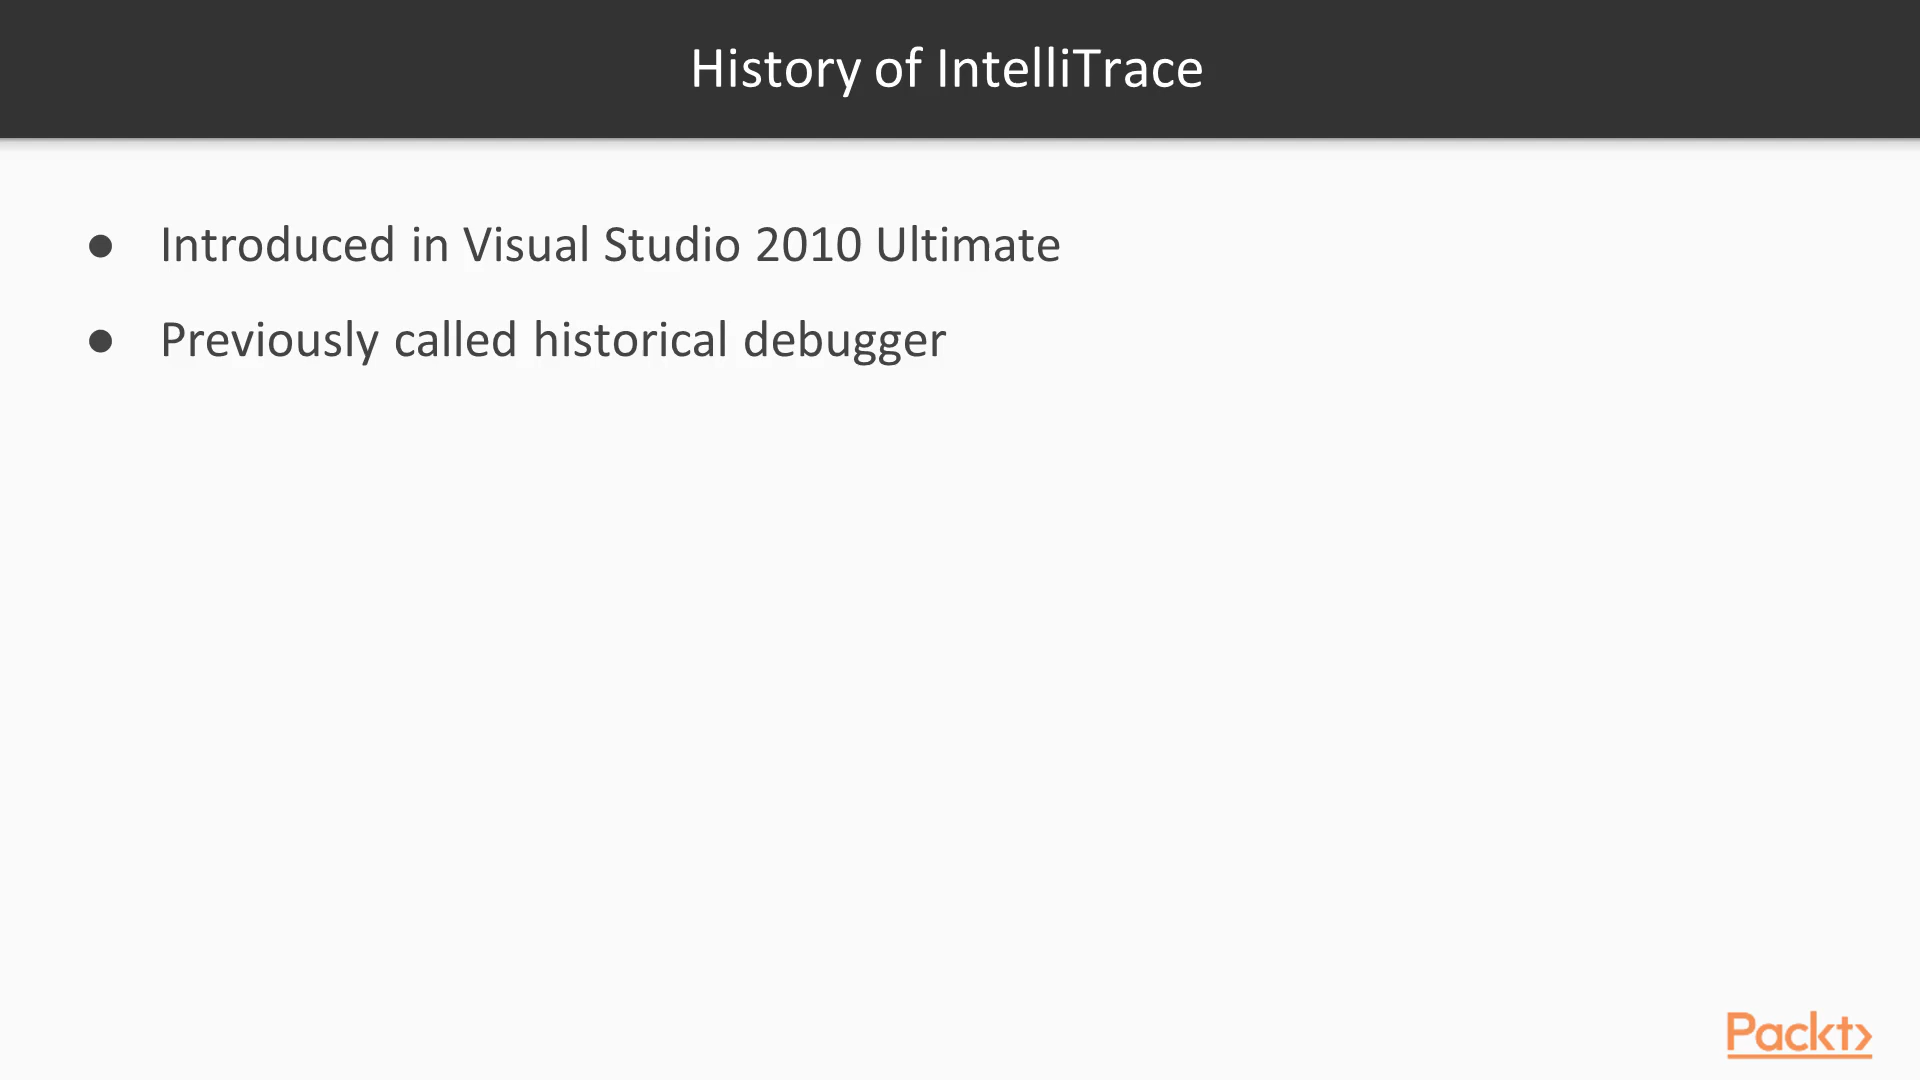 History of IntelliTrace
● Introduced in Visual Studio 2010 Ultimate
● Previously called historical debugger
Packt>